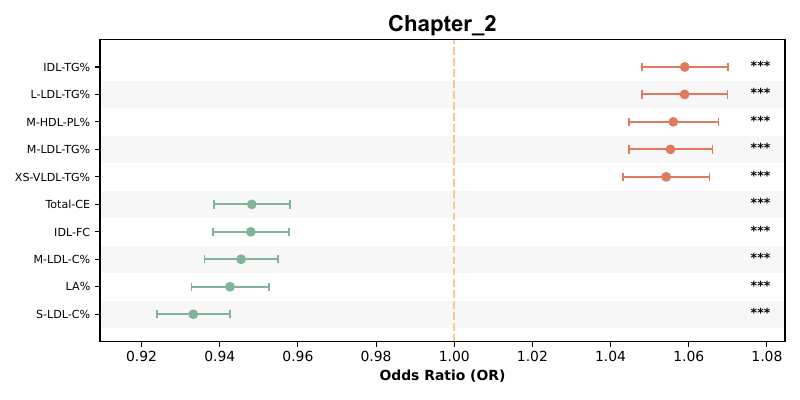 Chapter_2
IDL-TG% ***
L-LDL-TG% ***
M-HDL-PL% ***
M-LDL-TG% ***
XS-VLDL-TG% ***
Total-CE ***
IDL-FC ***
M-LDL-C% ***
LA% ***
S-LDL-C% ***
0.92 0.94 0.96 0.98 1.00 1.02 1.04 1.06 1.08
Odds Ratio (OR)